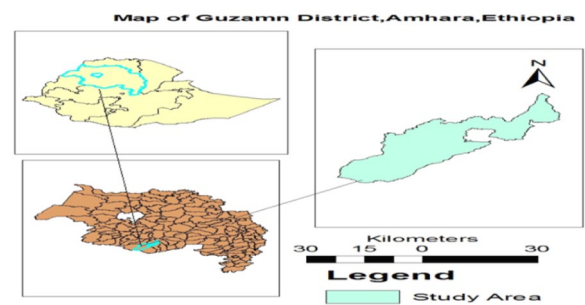 Map of Guzamn District,Amhara,Ethiopia
N
Kilometers
30 15 0 30
Legend
Study Area